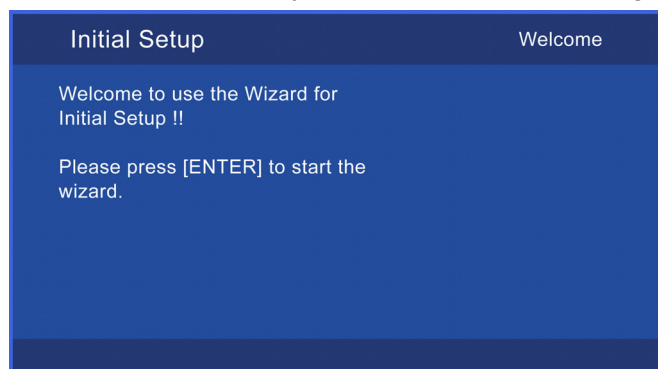 Initial Setup
Welcome
Welcome to use the Wizard for
Initial Setup !!
Please press [ENTER] to start the
wizard.